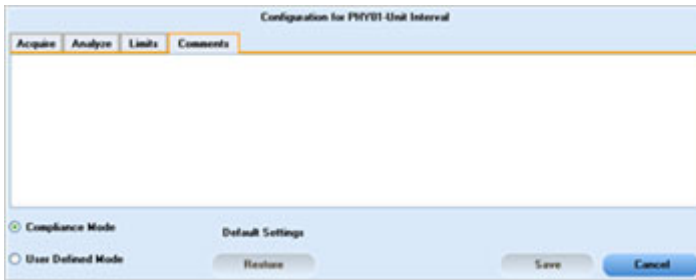 Configuration for PHY01-Unit Interval
Acquire Analyze Limits Comments
Compliance Mode
Default Settings
User Defined Mode
Restore Save Cancel